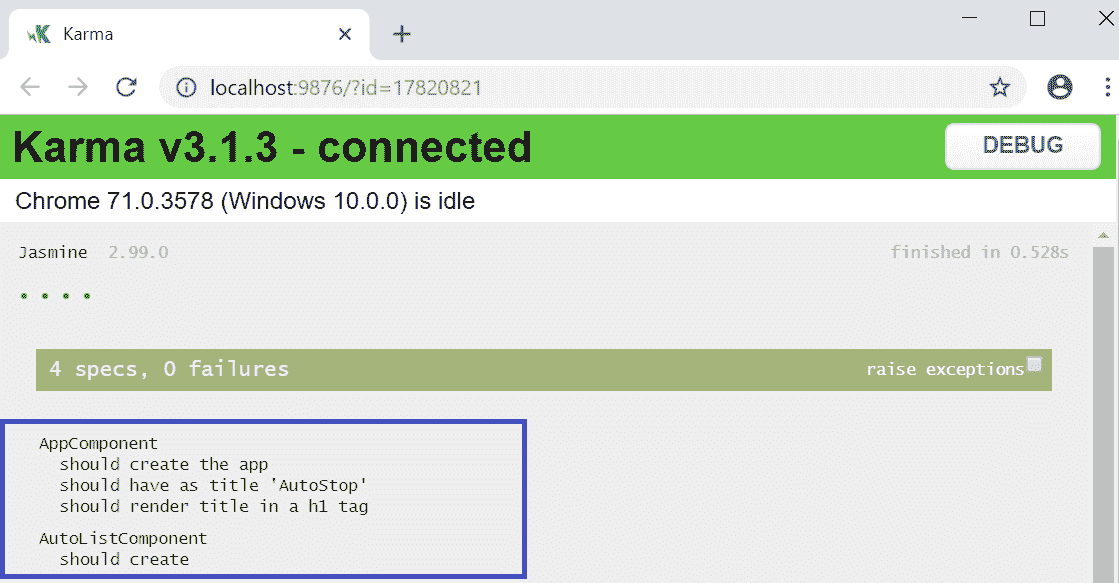 Karma
localhost:9876/?id=17820821
Karma v3.1.3 - connected
DEBUG
Chrome 71.0.3578 (Windows 10.0.0) is idle
Jasmine 2.99.0
finished in 0.528s
4 specs, 0 failures
raise exceptions
AppComponent
should create the app
should have as title 'AutoStop'
should render title in a h1 tag
AutoListComponent
should create